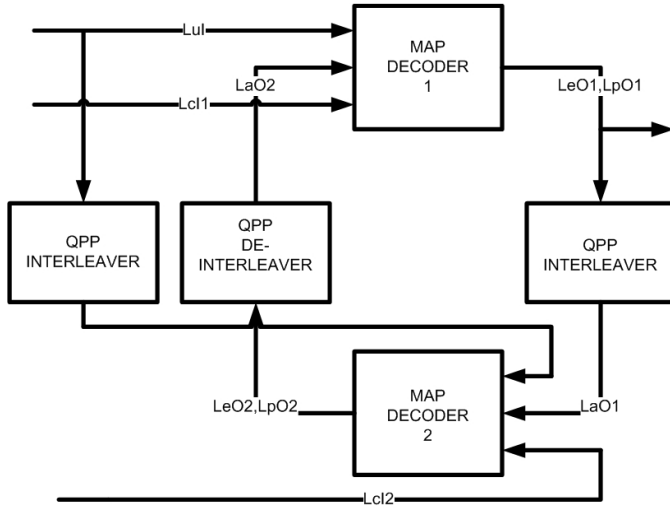 LuI
MAP
DECODER
1
LaO2
LeO1,LpO1
LcI1
QPP
INTERLEAVER
QPP
DE-
INTERLEAVER
QPP
INTERLEAVER
MAP
DECODER
2
LeO2,LpO2
LaO1
LcI2